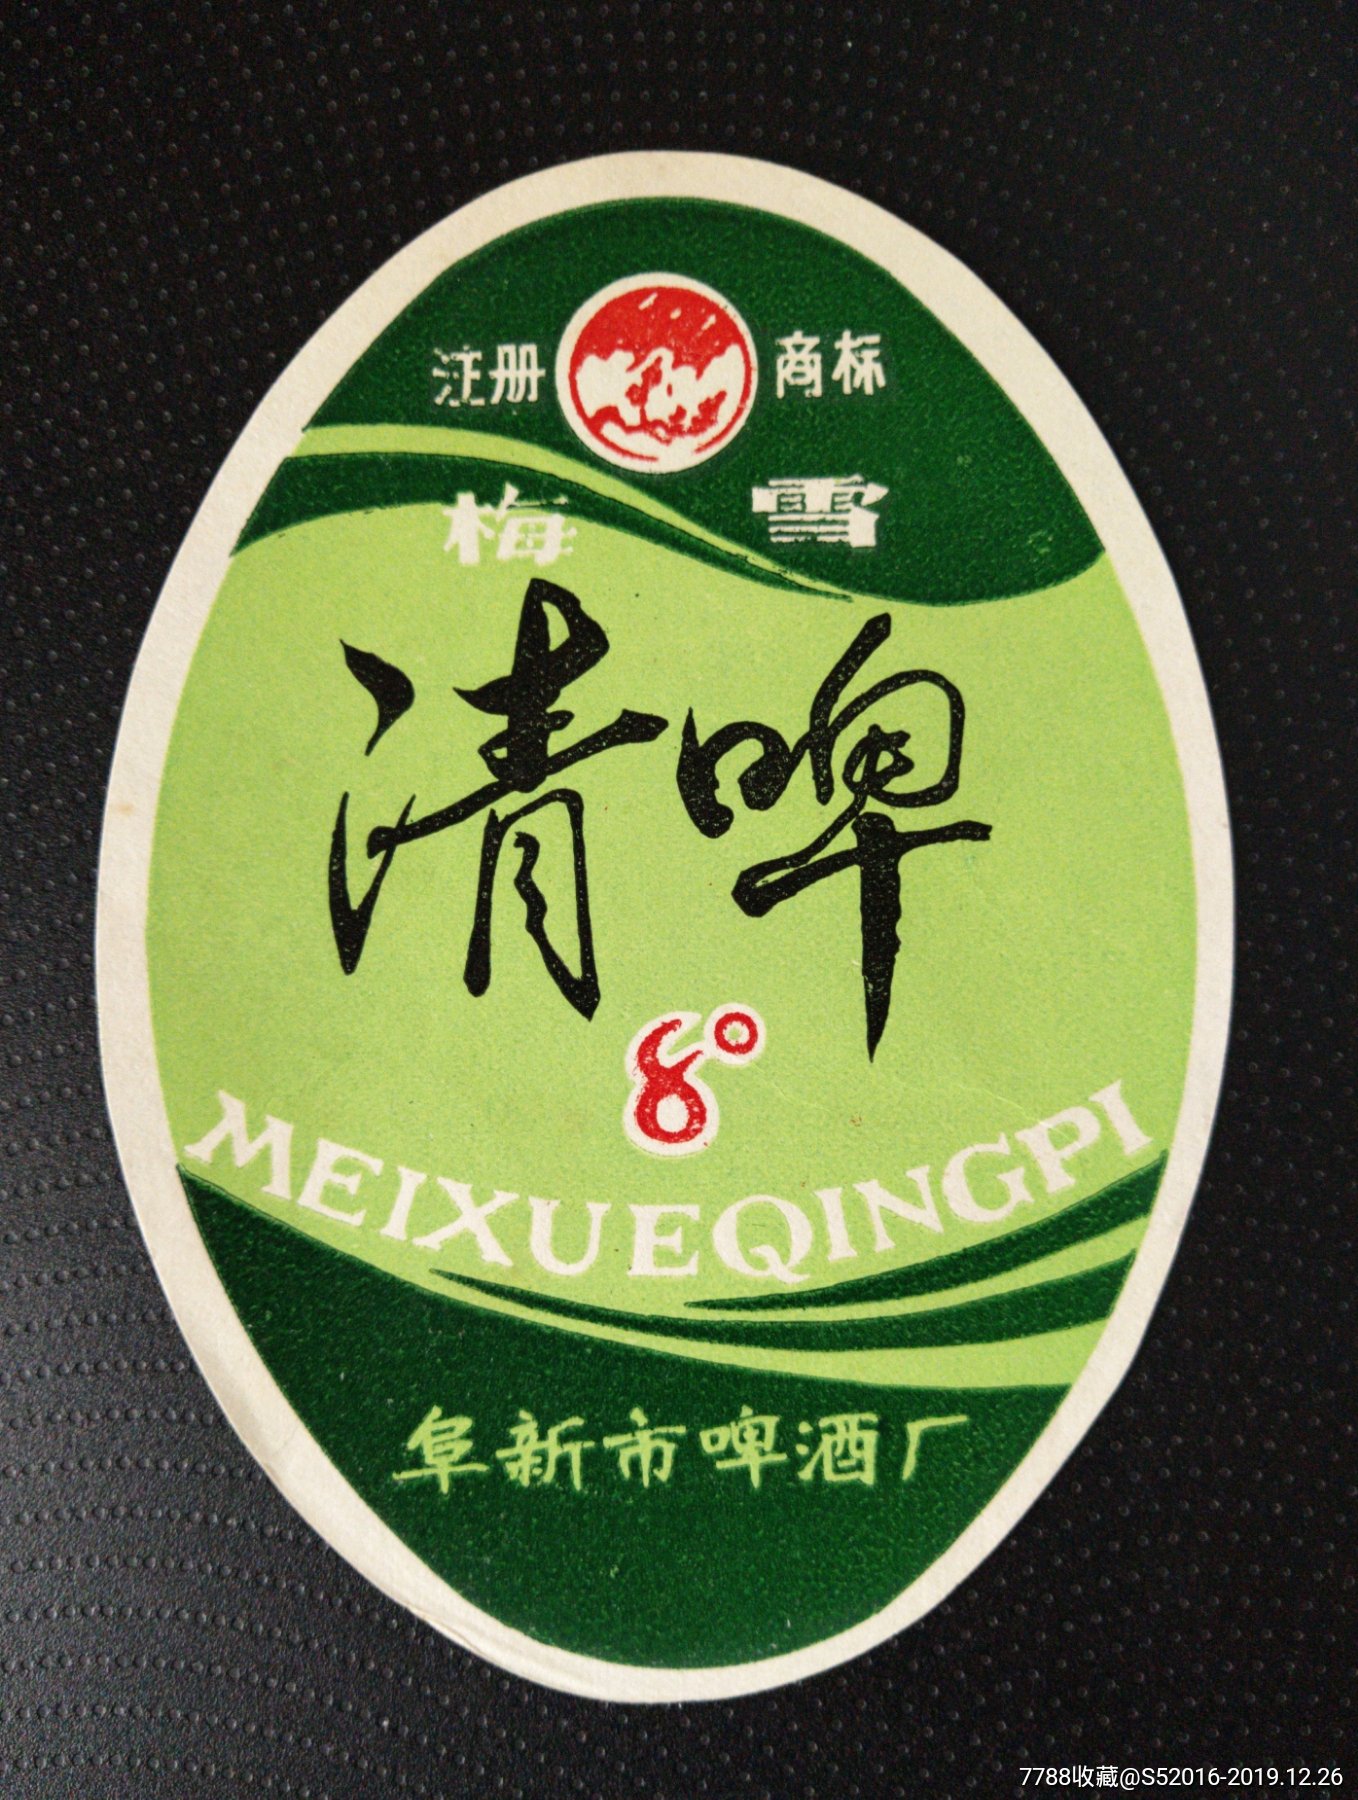 注册 商标
梅 雪
清啤
8°
MEIXUEQINGPI
阜新市啤酒厂
7788收藏@S52016-2019.12.26